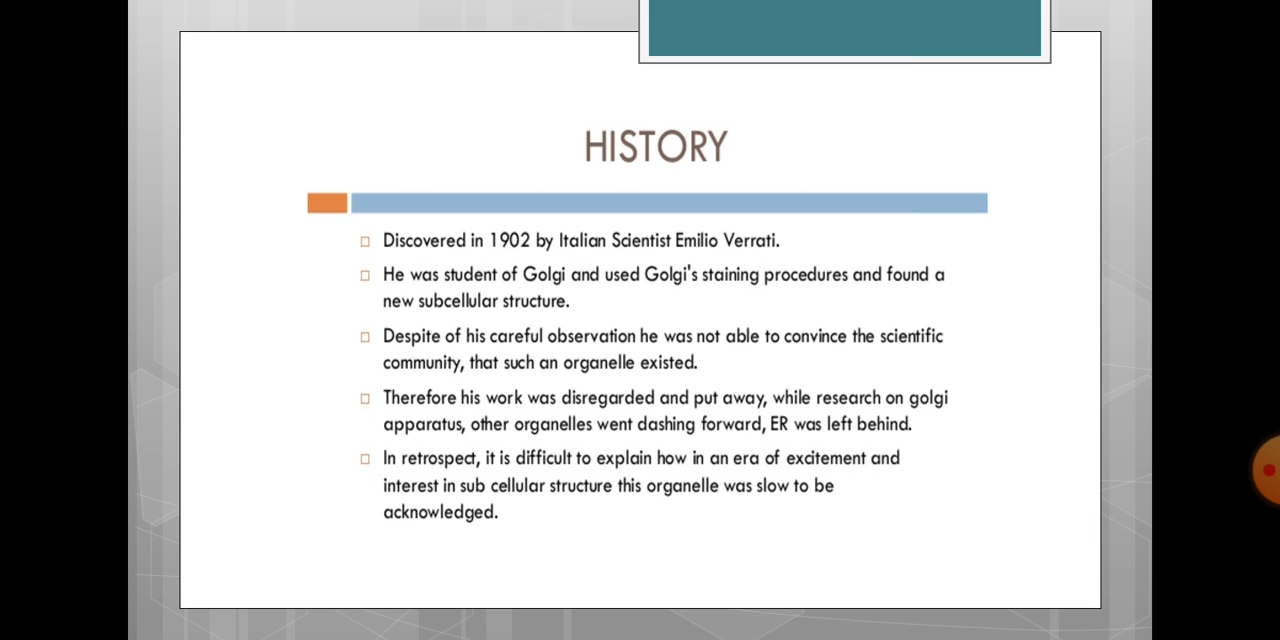 HISTORY
Discovered in 1902 by Italian Scientist Emilio Verrati.
He was student of Golgi and used Golgi's staining procedures and found a
new subcellular structure.
Despite of his careful observation he was not able to convince the scientific
community, that such an organelle existed.
Therefore his work was disregarded and put away, while research on golgi
apparatus, other organelles went dashing forward, ER was left behind.
In retrospect, it is difficult to explain how in an era of excitement and
interest in sub cellular structure this organelle was slow to be
acknowledged.